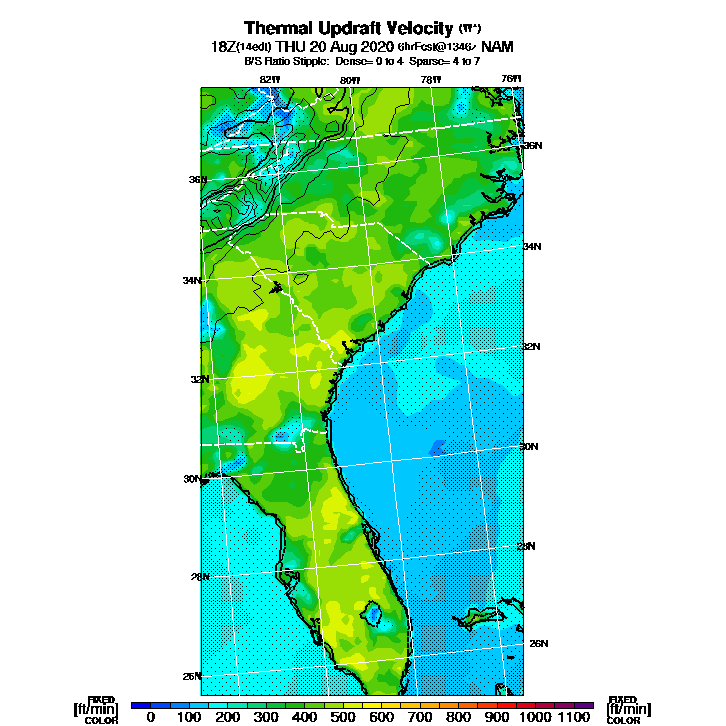 Thermal Updraft Velocity (W*)
18Z(14edt) THU 20 Aug 2020 6hrFcst@1346z NAM
B/S Ratio Stipple: Dense= 0 to 4 Sparse= 4 to 7
82W 80W 78W 76W
36N
36N
34N
34N
32N
32N
30N
30N
28N
28N
26N
26N
FIXED FIXED
[ft/min] 0 100 200 300 400 500 600 700 800 900 1000 1100 [ft/min]
COLOR COLOR